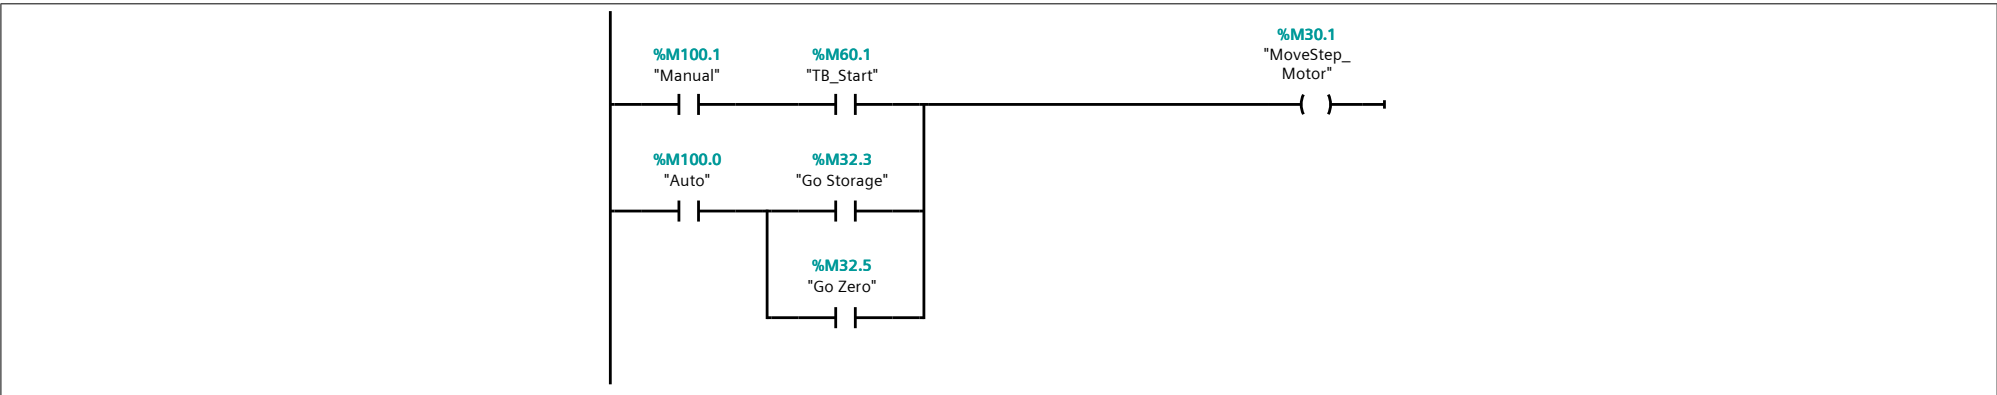 %M30.1
"MoveStep_
Motor"
%M100.1
"Manual"
%M60.1
"TB_Start"
%M100.0
"Auto"
%M32.3
"Go Storage"
%M32.5
"Go Zero"